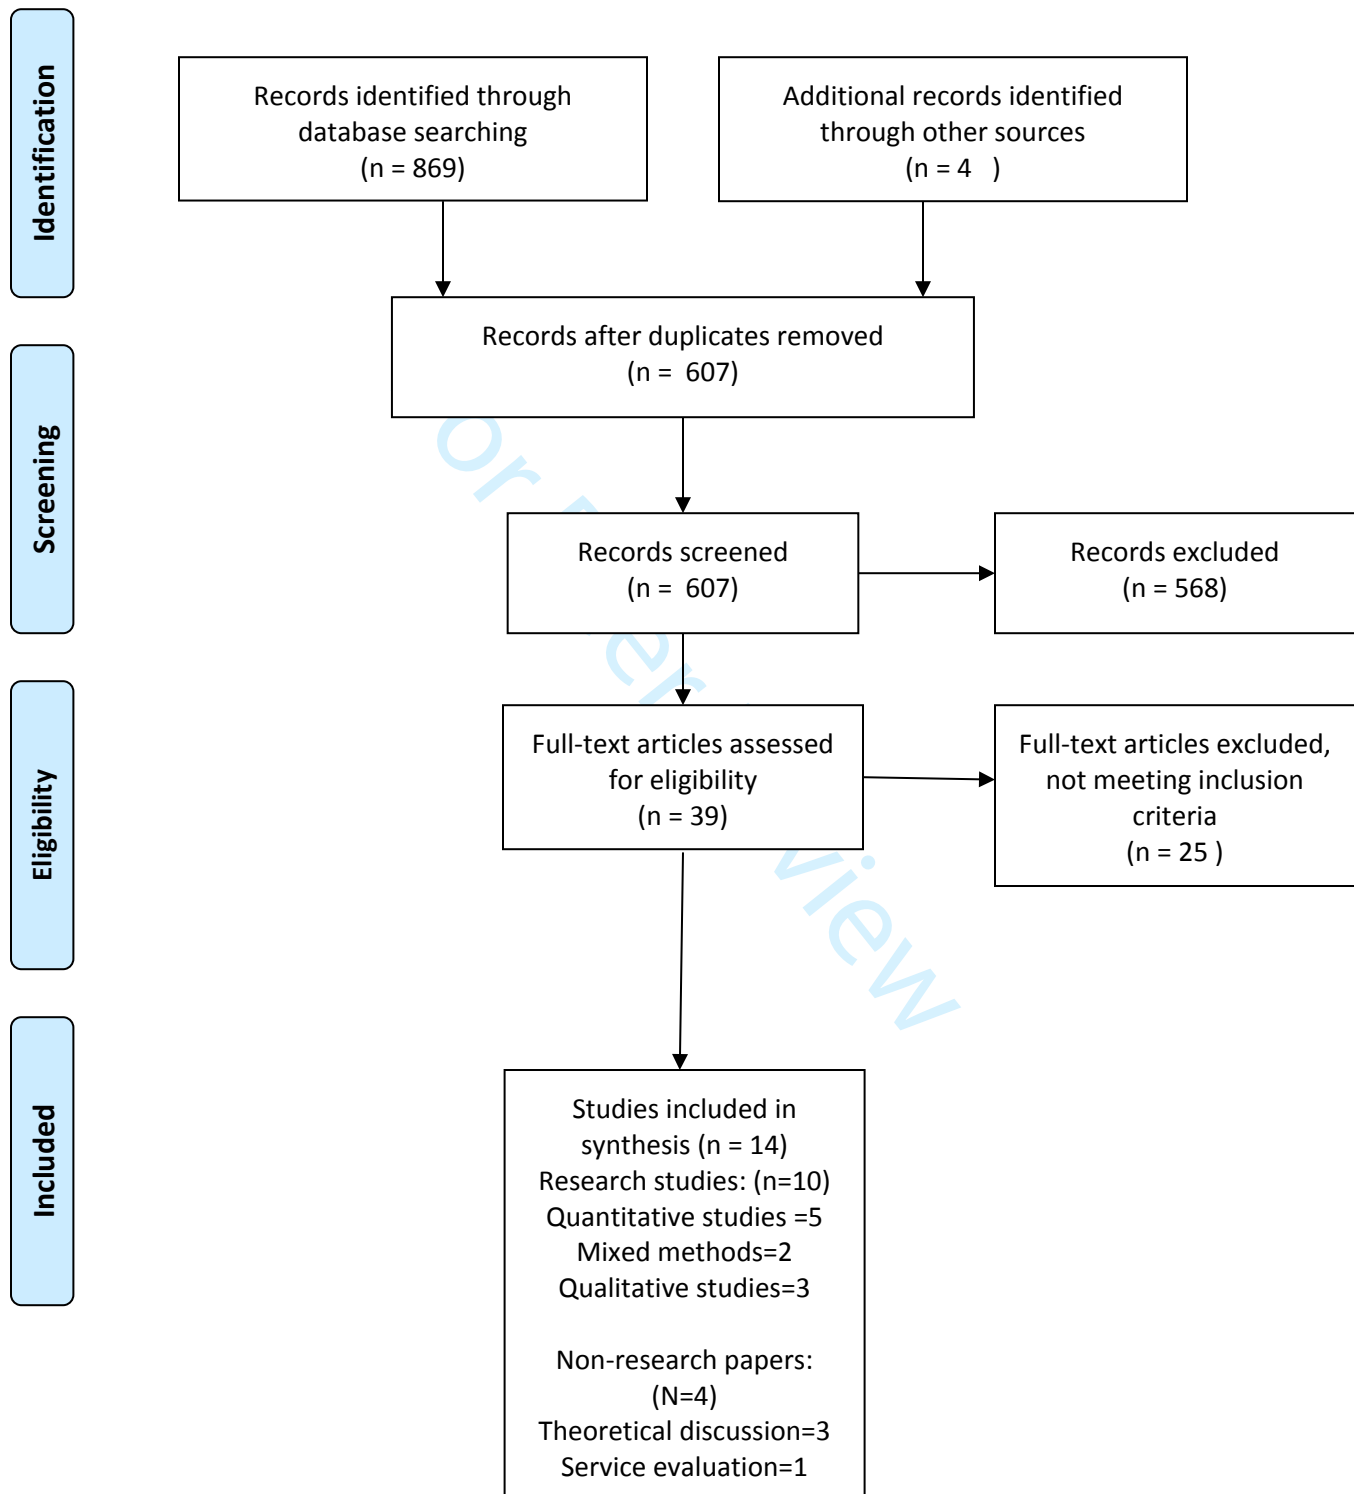 Identification
Records identified through
database searching
(n = 869)
Additional records identified
through other sources
(n = 4   )
Records after duplicates removed
(n =  607)
Screening
Records screened
(n =  607)
Records excluded
(n = 568)
Eligibility
Full-text articles assessed
for eligibility
(n = 39)
Full-text articles excluded,
not meeting inclusion
criteria
(n = 25 )
Included
Studies included in
synthesis (n = 14)
Research studies: (n=10)
Quantitative studies =5
Mixed methods=2
Qualitative studies=3
Non-research papers:
(N=4)
Theoretical discussion=3
Service evaluation=1